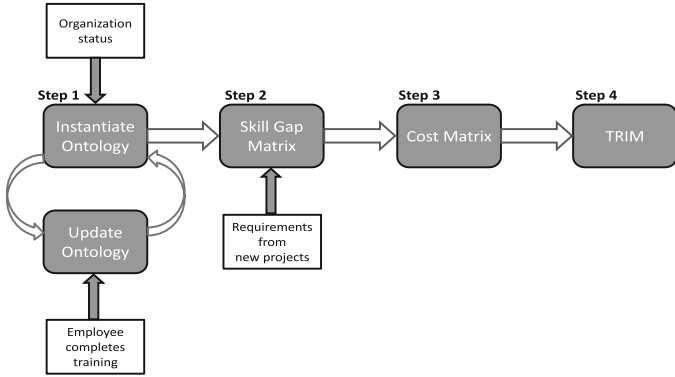 Organization
status
Step 1
Instantiate
Ontology
Step 2
Skill Gap
Matrix
Step 3
Cost Matrix
Step 4
TRIM
Update
Ontology
Requirements
from
new projects
Employee
completes
training